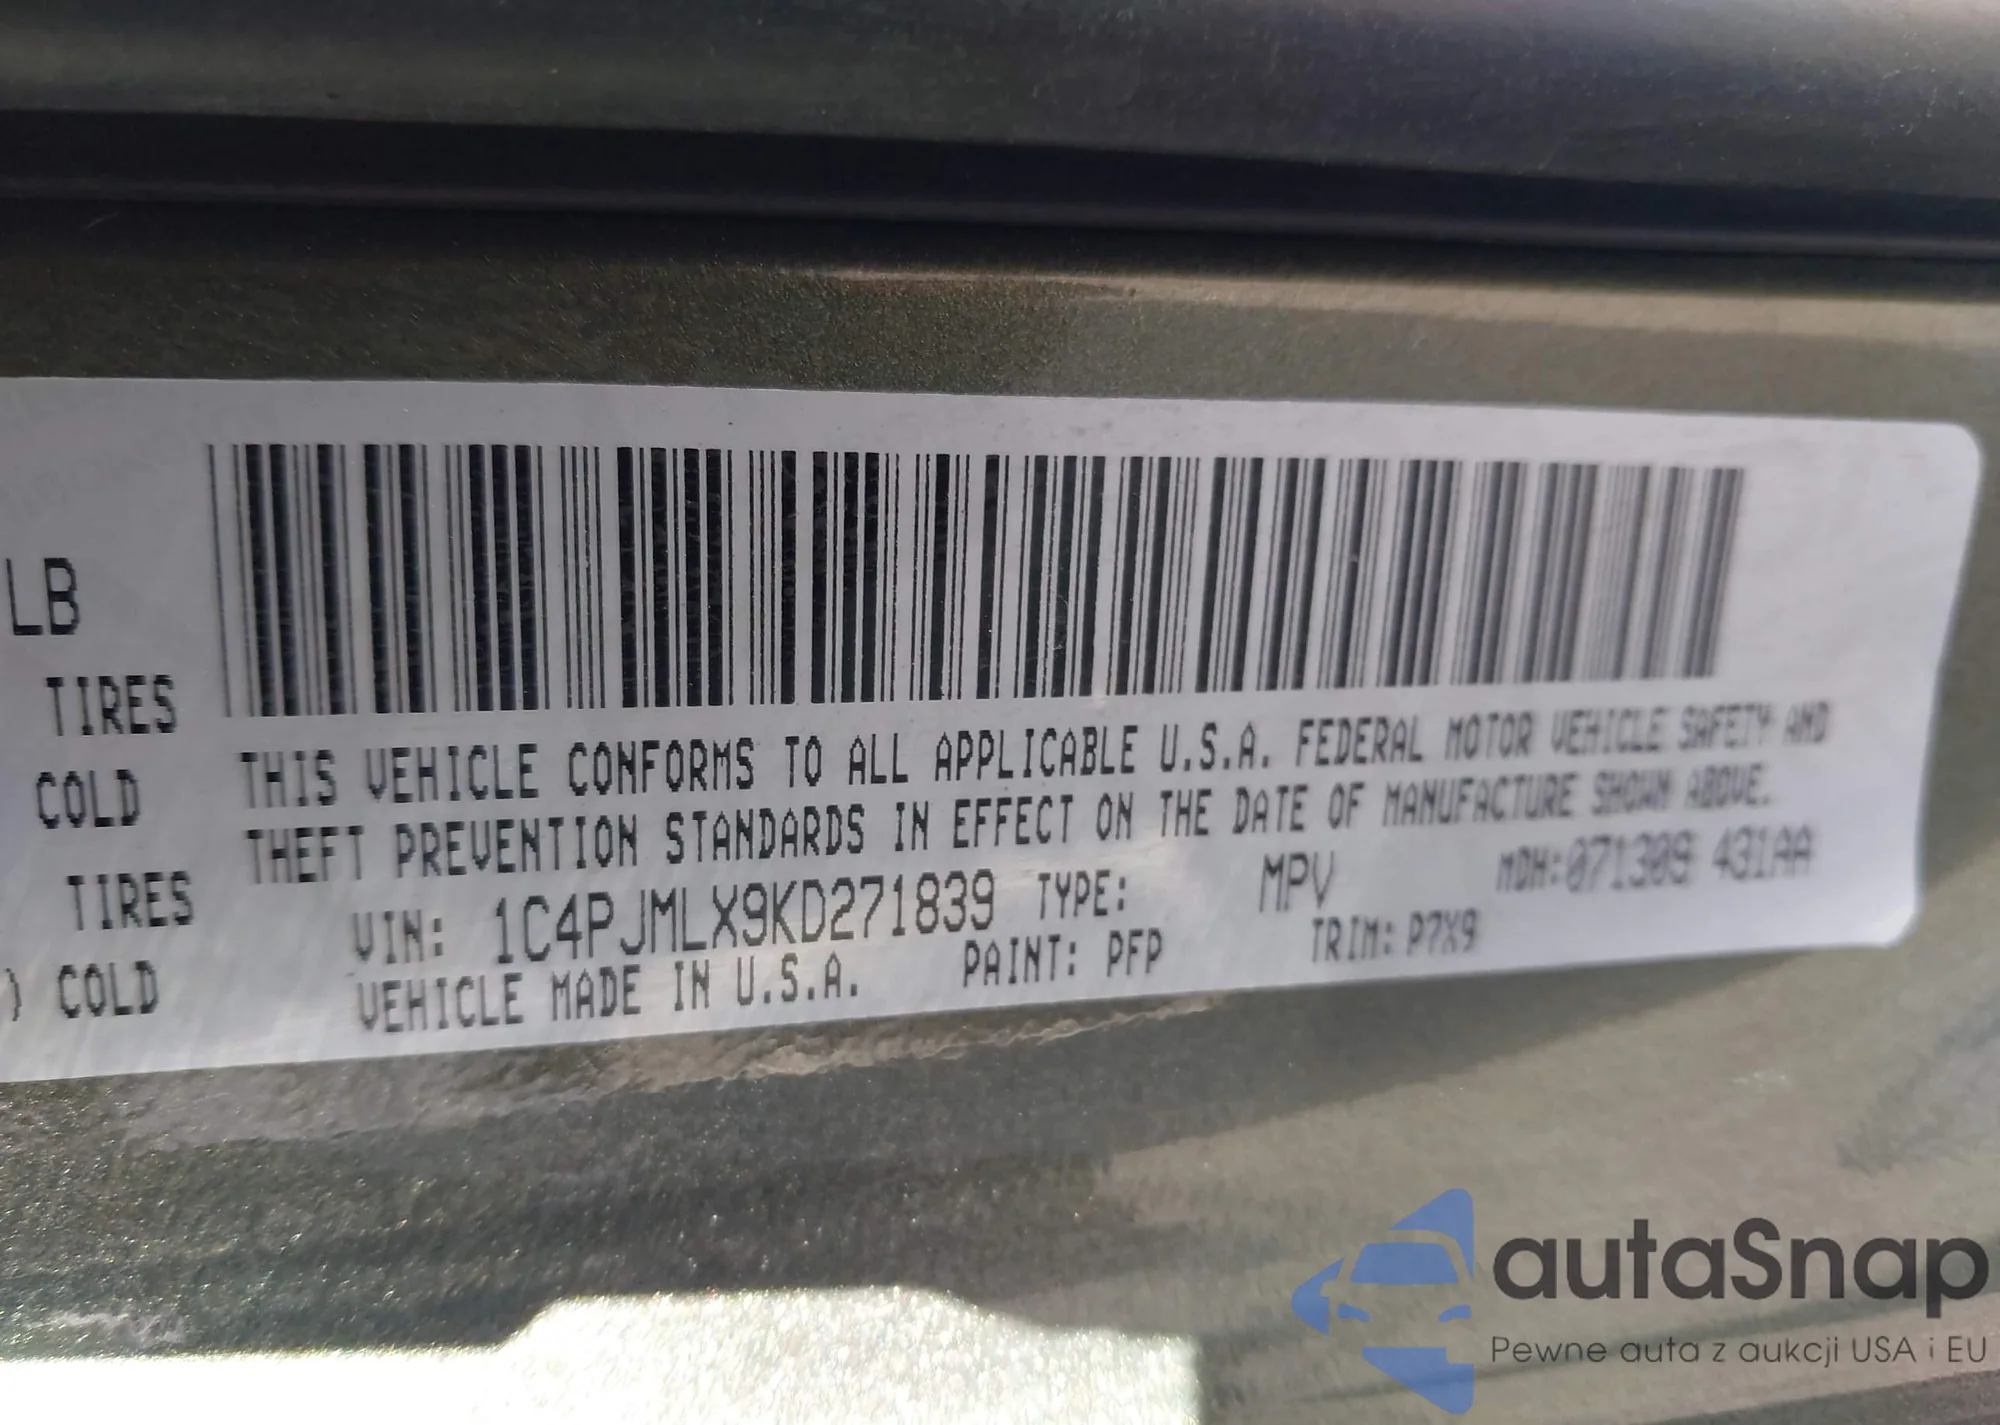 LB
TIRES
COLD
TIRES
) COLD
THIS VEHICLE CONFORMS TO ALL APPLICABLE U.S.A. FEDERAL MOTOR VEHICLE SAFETY AND
THEFT PREVENTION STANDARDS IN EFFECT ON THE DATE OF MANUFACTURE SHOWN ABOVE.
VIN: 1C4PJMLX9KD271839 TYPE: MPV MDH:071309 431AA
VEHICLE MADE IN U.S.A. PAINT: PFP TRIM: P7X9
autaSnap
Pewne auta z aukcji USA i EU